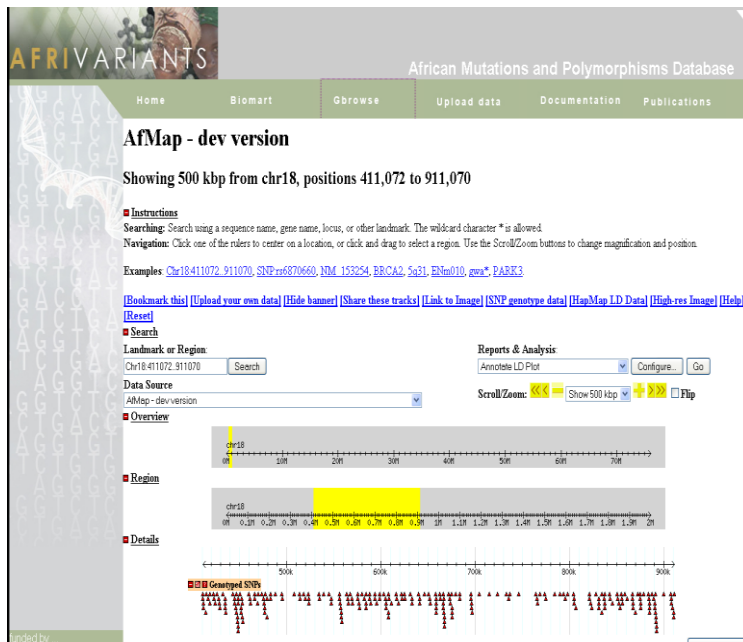 AFRIVARIANTS
African Mutations and Polymorphisms Database
Home Biomart Gbrowse Upload data Documentation Publications
AfMap - dev version
Showing 500 kbp from chr18, positions 411,072 to 911,070
Instructions
Searching: Search using a sequence name, gene name, locus, or other landmark. The wildcard character * is allowed.
Navigation: Click one of the rulers to center on a location, or click and drag to select a region. Use the Scroll/Zoom buttons to change magnification and position.
Examples: Chr18:411072..911070, SNP:rs6870660, NM_153254, BRCA2, 5q31, ENm010, gwa*, PARK3.
[Bookmark this] [Upload your own data] [Hide banner] [Share these tracks] [Link to Image] [SNP genotype data] [HapMap LD Data] [High-res Image] [Help]
[Reset]
Search
Landmark or Region: Reports & Analysis:
Chr18:411072..911070 Search Annotate LD Plot Configure... Go
Data Source Scroll/Zoom: Show 500 kbp Flip
AfMap - dev version
Overview
chr18
0M 10M 20M 30M 40M 50M 60M 70M
Region
chr18
0M 0.1M 0.2M 0.3M 0.4M 0.5M 0.6M 0.7M 0.8M 0.9M 1M 1.1M 1.2M 1.3M 1.4M 1.5M 1.6M 1.7M 1.8M 1.9M 2M
Details
500k 600k 700k 800k 900k
Genotyped SNPs
funded by